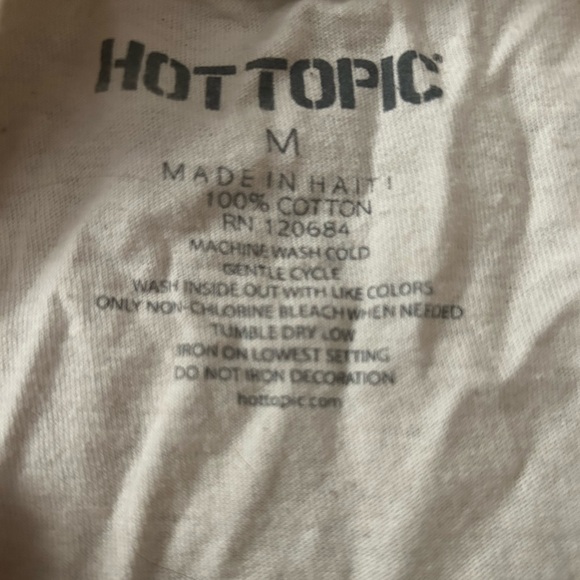 HOT TOPIC
M
MADE IN HAITI
100% COTTON
RN 120684
MACHINE WASH COLD
GENTLE CYCLE
WASH INSIDE OUT WITH LIKE COLORS
ONLY NON-CHLORINE BLEACH WHEN NEEDED
TUMBLE DRY LOW
IRON ON LOWEST SETTING
DO NOT IRON DECORATION
hottopic.com